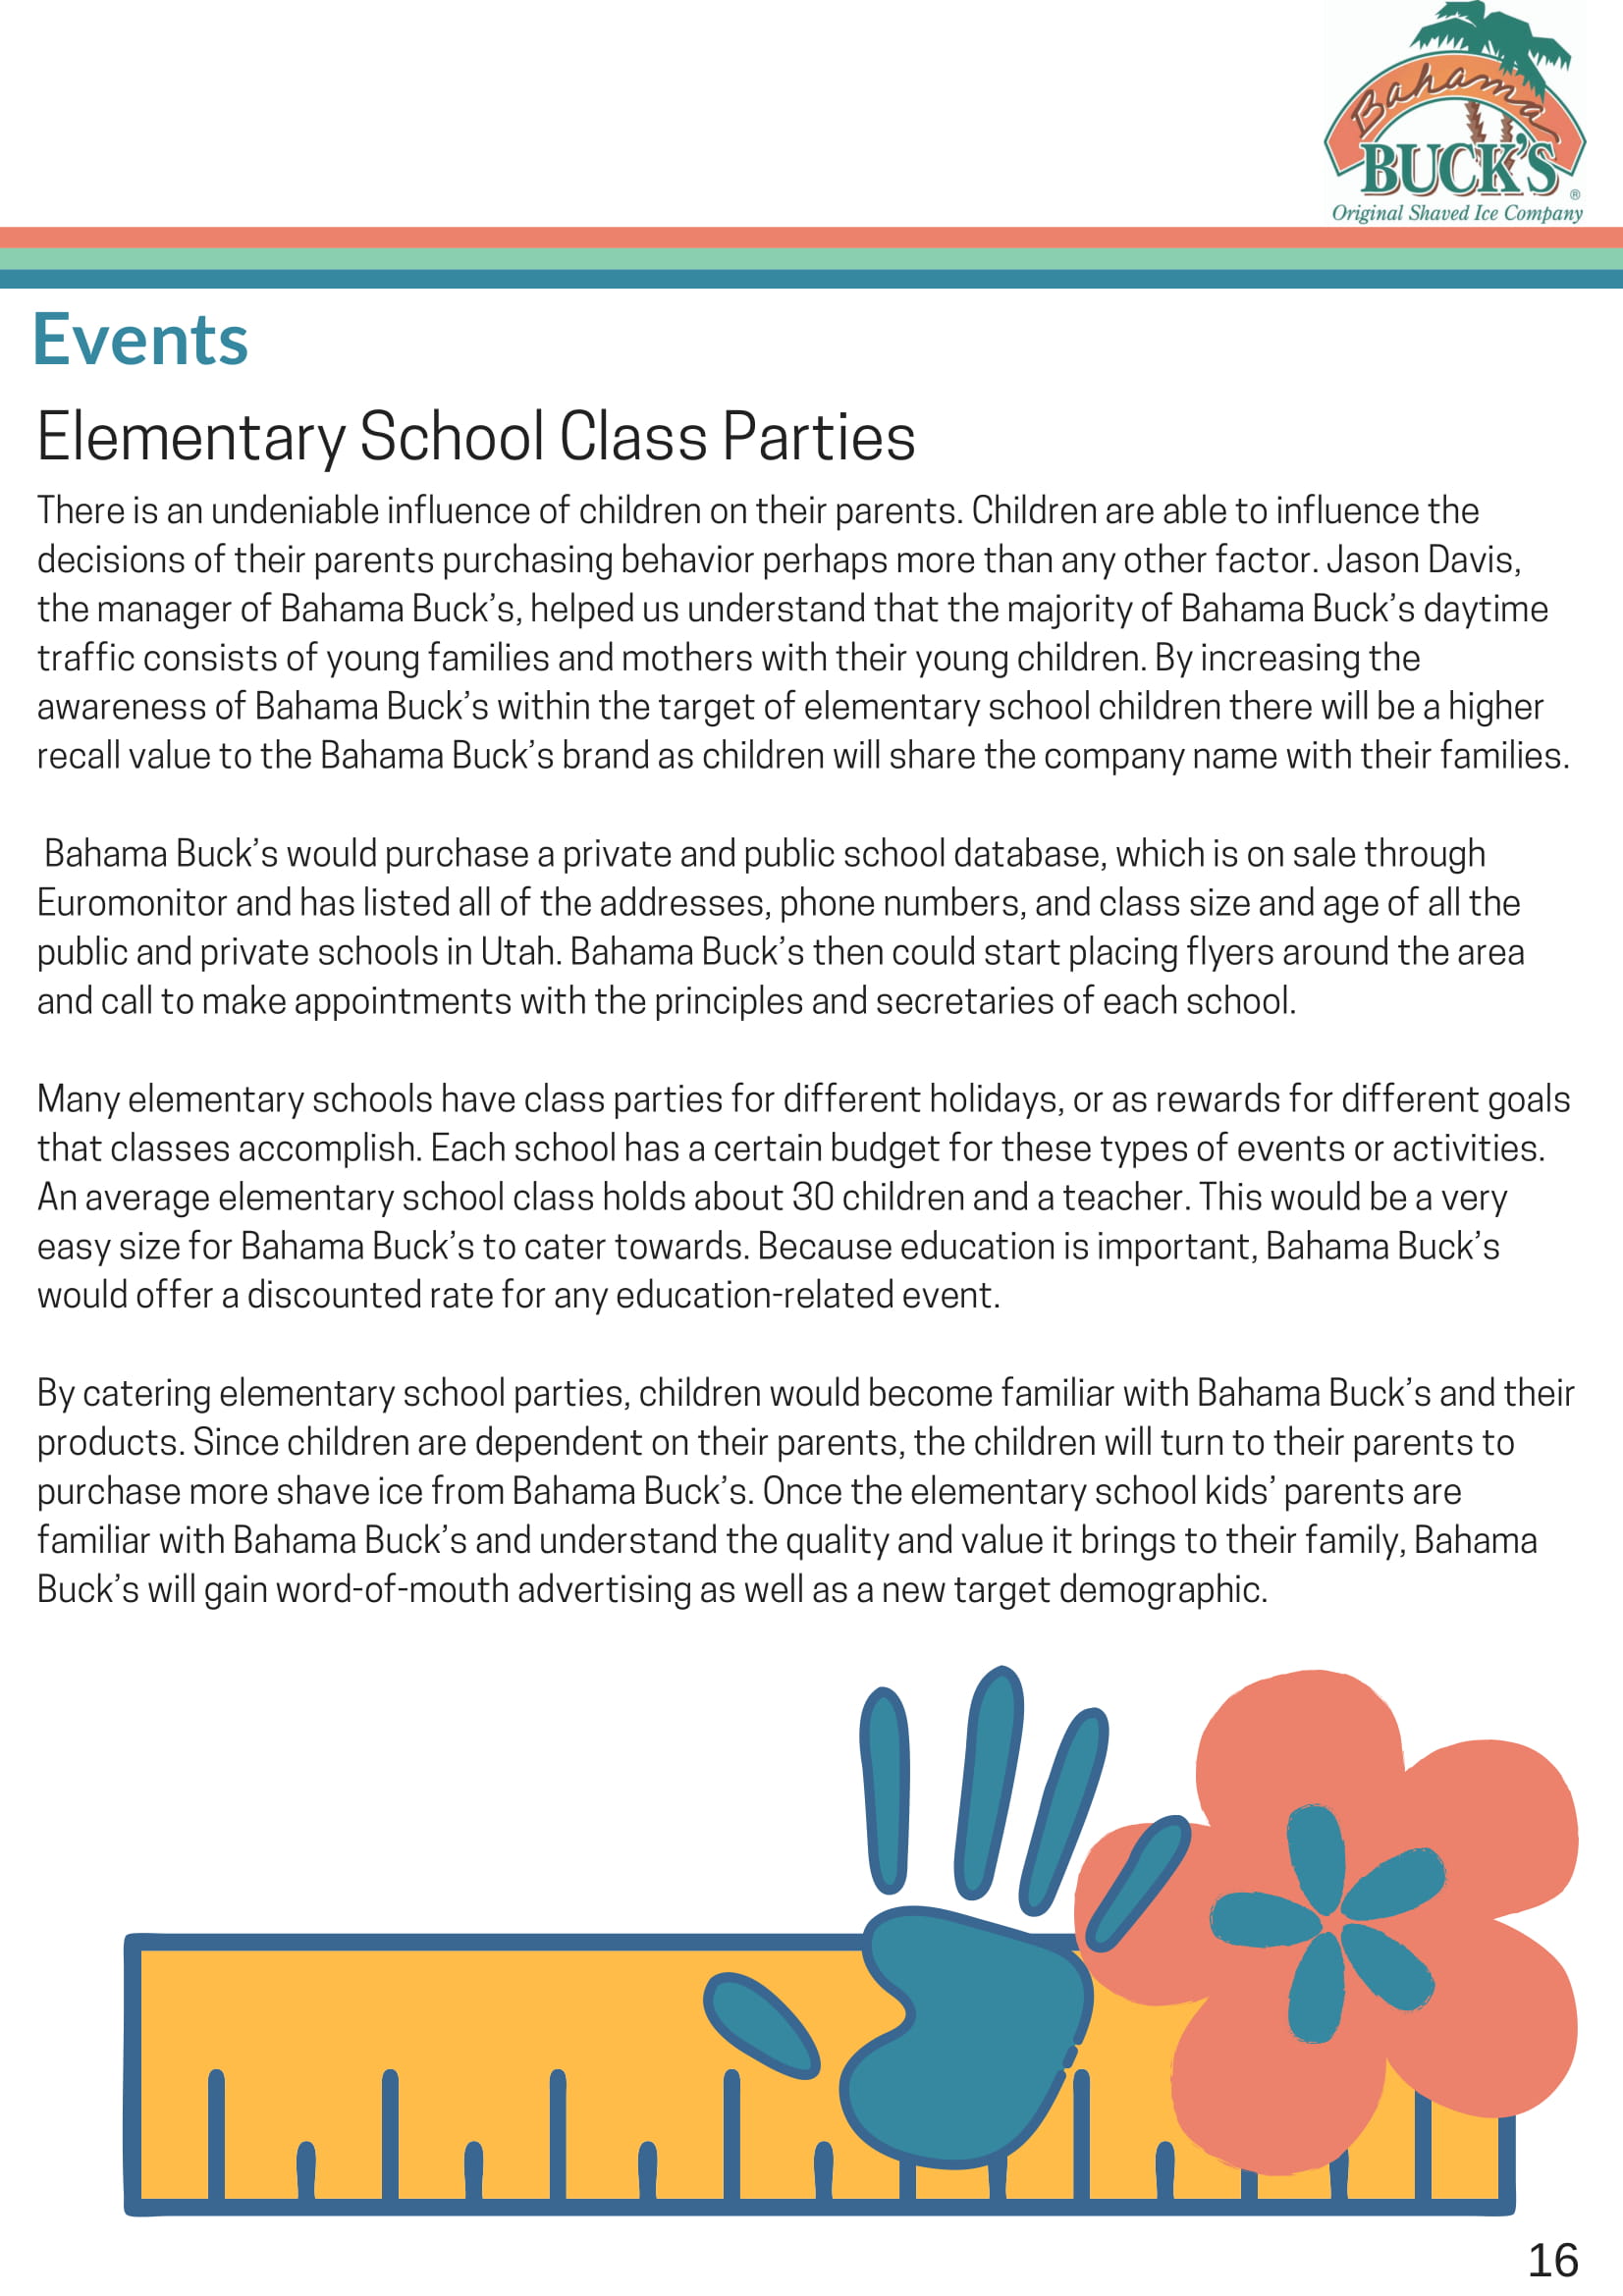 Bahama
BUCK'S
®
Original Shaved Ice Company
Events
Elementary School Class Parties
There is an undeniable influence of children on their parents. Children are able to influence the
decisions of their parents purchasing behavior perhaps more than any other factor. Jason Davis,
the manager of Bahama Buck’s, helped us understand that the majority of Bahama Buck’s daytime
traffic consists of young families and mothers with their young children. By increasing the
awareness of Bahama Buck’s within the target of elementary school children there will be a higher
recall value to the Bahama Buck’s brand as children will share the company name with their families.
Bahama Buck’s would purchase a private and public school database, which is on sale through
Euromonitor and has listed all of the addresses, phone numbers, and class size and age of all the
public and private schools in Utah. Bahama Buck’s then could start placing flyers around the area
and call to make appointments with the principles and secretaries of each school.
Many elementary schools have class parties for different holidays, or as rewards for different goals
that classes accomplish. Each school has a certain budget for these types of events or activities.
An average elementary school class holds about 30 children and a teacher. This would be a very
easy size for Bahama Buck’s to cater towards. Because education is important, Bahama Buck’s
would offer a discounted rate for any education-related event.
By catering elementary school parties, children would become familiar with Bahama Buck’s and their
products. Since children are dependent on their parents, the children will turn to their parents to
purchase more shave ice from Bahama Buck’s. Once the elementary school kids’ parents are
familiar with Bahama Buck’s and understand the quality and value it brings to their family, Bahama
Buck’s will gain word-of-mouth advertising as well as a new target demographic.
16